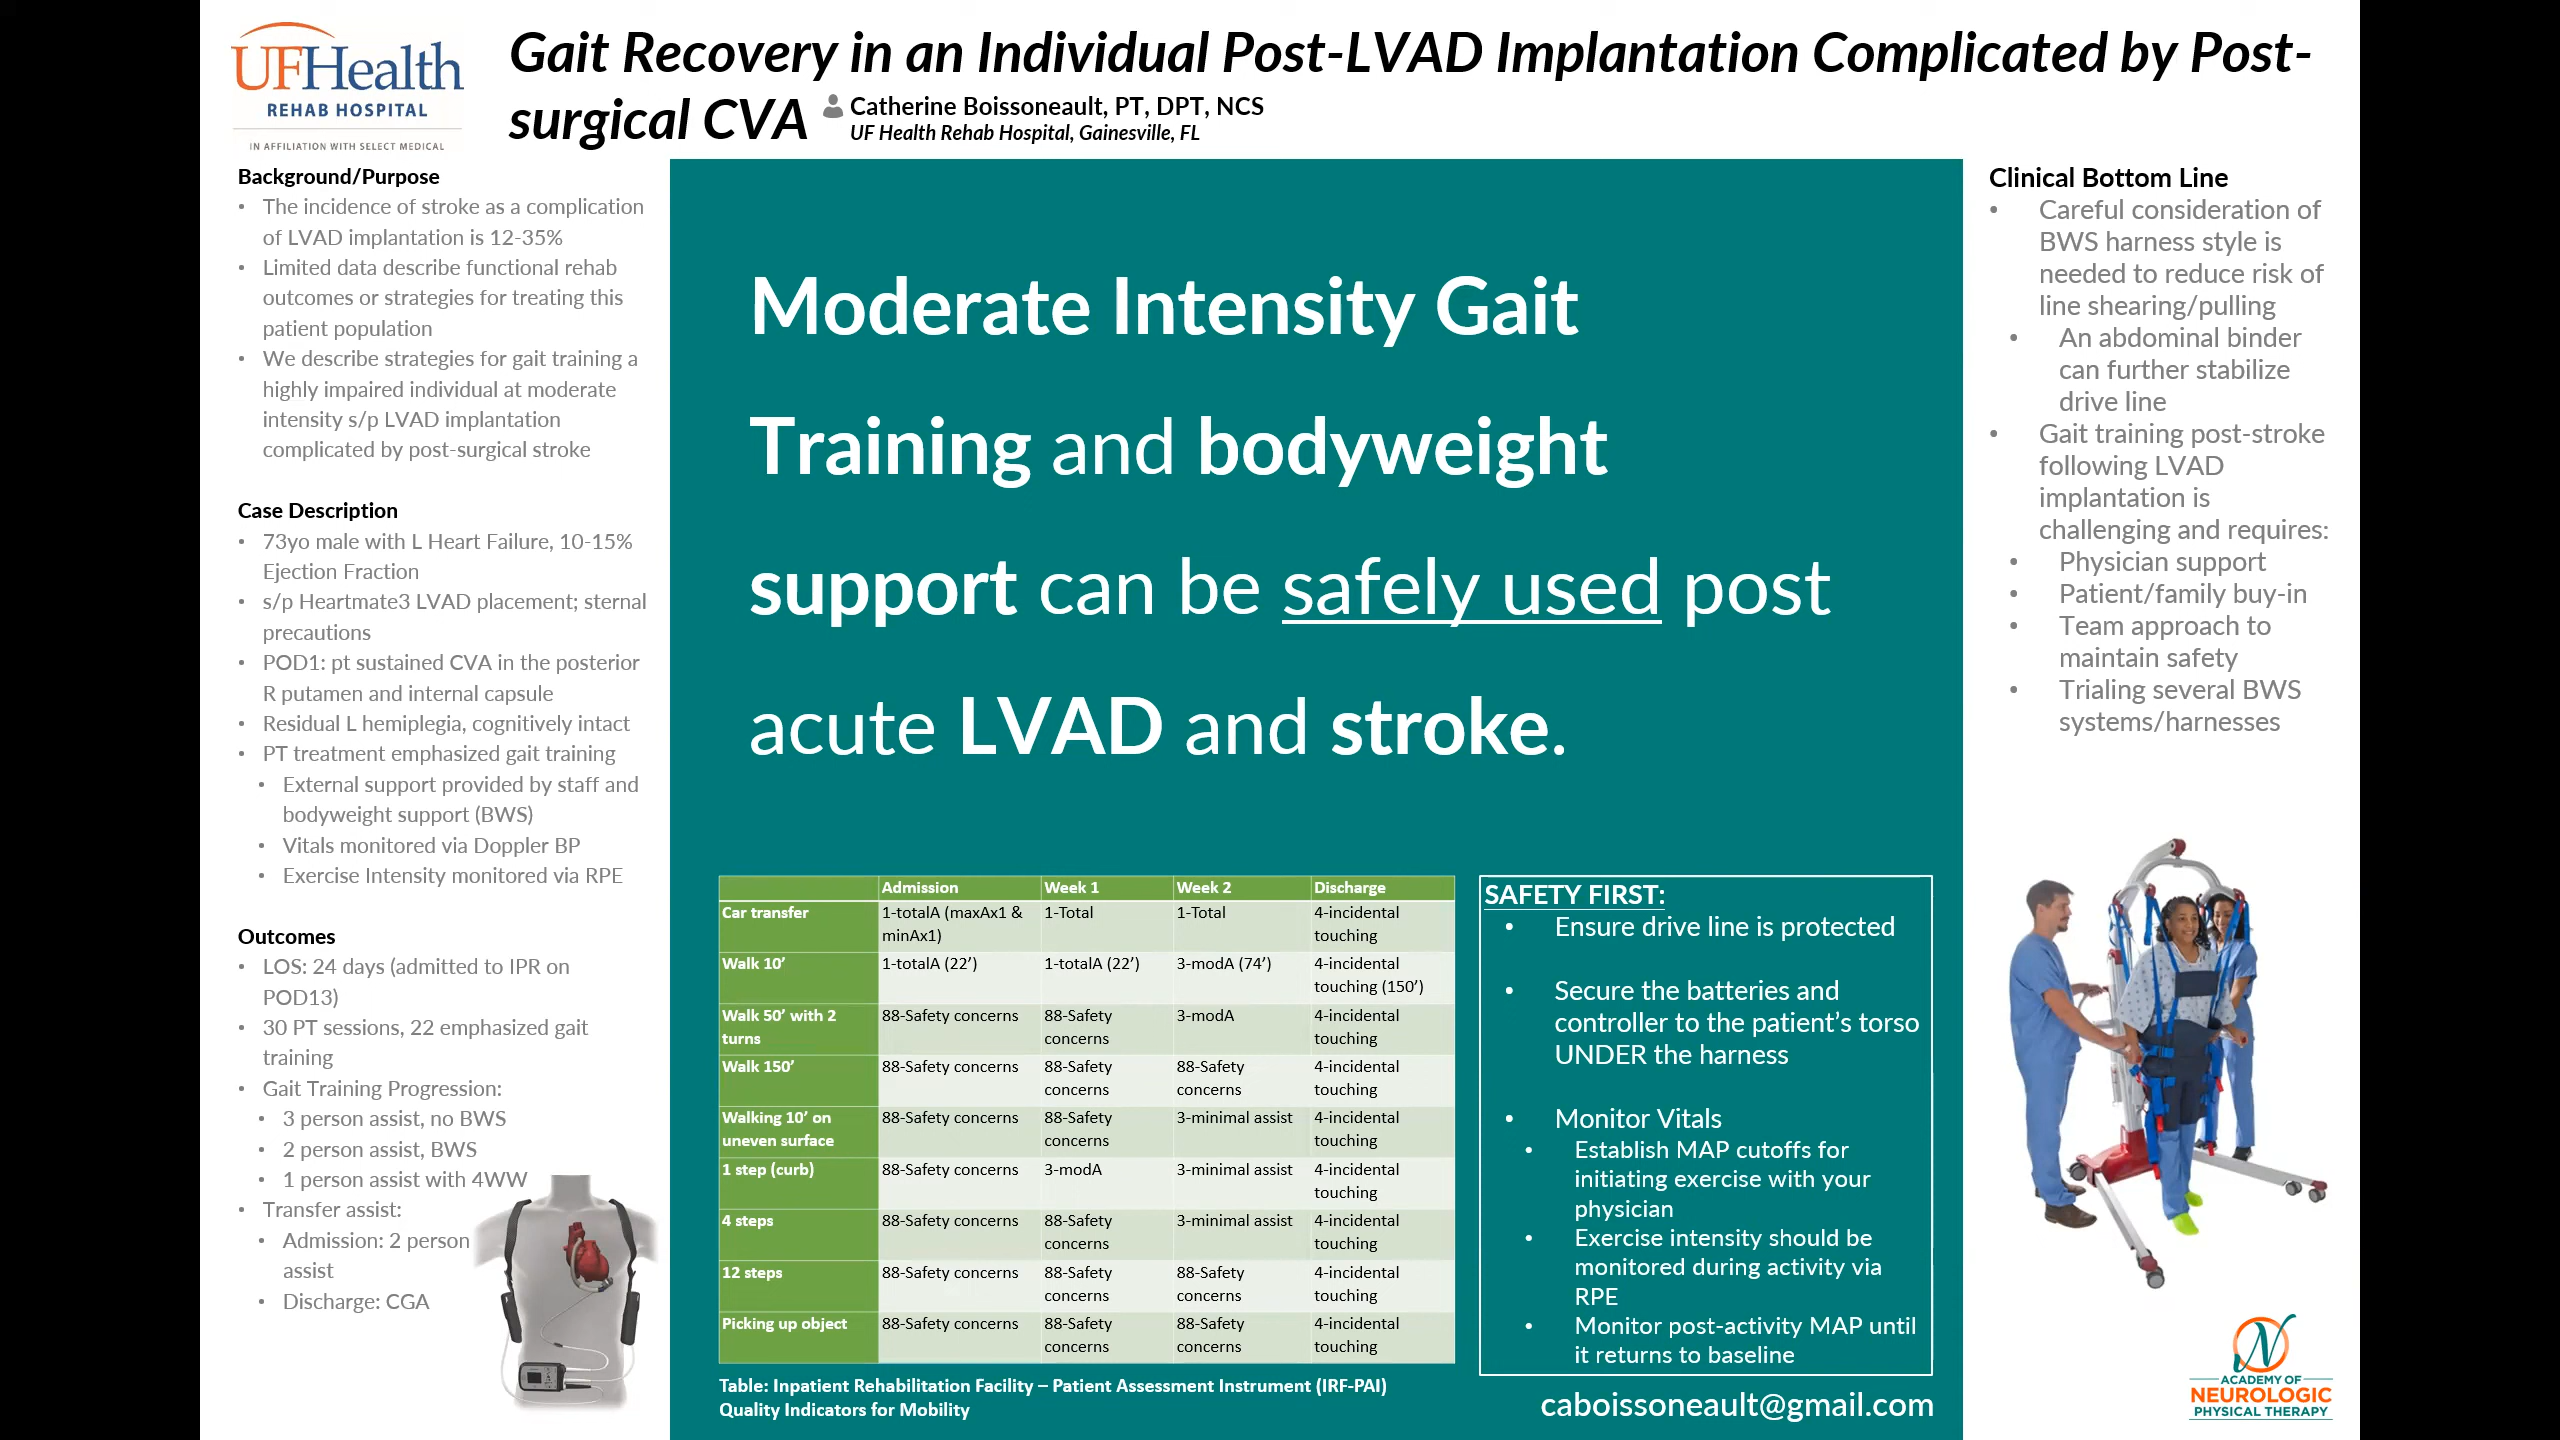 UFHealth
REHAB HOSPITAL
IN AFFILIATION WITH SELECT MEDICAL
Gait Recovery in an Individual Post-LVAD Implantation Complicated by Post-
surgical CVA
Catherine Boissoneault, PT, DPT, NCS
UF Health Rehab Hospital, Gainesville, FL
Background/Purpose
• The incidence of stroke as a complication
of LVAD implantation is 12-35%
• Limited data describe functional rehab
outcomes or strategies for treating this
patient population
• We describe strategies for gait training a
highly impaired individual at moderate
intensity s/p LVAD implantation
complicated by post-surgical stroke
Case Description
• 73yo male with L Heart Failure, 10-15%
Ejection Fraction
• s/p Heartmate3 LVAD placement; sternal
precautions
• POD1: pt sustained CVA in the posterior
R putamen and internal capsule
• Residual L hemiplegia, cognitively intact
• PT treatment emphasized gait training
• External support provided by staff and
bodyweight support (BWS)
• Vitals monitored via Doppler BP
• Exercise Intensity monitored via RPE
Outcomes
• LOS: 24 days (admitted to IPR on
POD13)
• 30 PT sessions, 22 emphasized gait
training
• Gait Training Progression:
• 3 person assist, no BWS
• 2 person assist, BWS
• 1 person assist with 4WW
• Transfer assist:
• Admission: 2 person
assist
• Discharge: CGA
Moderate Intensity Gait
Training and bodyweight
support can be safely used post
acute LVAD and stroke.
Admission Week 1 Week 2 Discharge
Car transfer 1-totalA (maxAx1 & 1-Total 1-Total 4-incidental
minAx1) touching
Walk 10’ 1-totalA (22’) 1-totalA (22’) 3-modA (74’) 4-incidental
touching (150’)
Walk 50’ with 2 88-Safety concerns 88-Safety 3-modA 4-incidental
turns concerns touching
Walk 150’ 88-Safety concerns 88-Safety 88-Safety 4-incidental
concerns concerns touching
Walking 10’ on 88-Safety concerns 88-Safety 3-minimal assist 4-incidental
uneven surface concerns touching
1 step (curb) 88-Safety concerns 3-modA 3-minimal assist 4-incidental
touching
4 steps 88-Safety concerns 88-Safety 3-minimal assist 4-incidental
concerns touching
12 steps 88-Safety concerns 88-Safety 88-Safety 4-incidental
concerns concerns touching
Picking up object 88-Safety concerns 88-Safety 88-Safety 4-incidental
concerns concerns touching
Table: Inpatient Rehabilitation Facility – Patient Assessment Instrument (IRF-PAI)
Quality Indicators for Mobility
SAFETY FIRST:
• Ensure drive line is protected
• Secure the batteries and
controller to the patient’s torso
UNDER the harness
• Monitor Vitals
• Establish MAP cutoffs for
initiating exercise with your
physician
• Exercise intensity should be
monitored during activity via
RPE
• Monitor post-activity MAP until
it returns to baseline
caboissoneault@gmail.com
Clinical Bottom Line
• Careful consideration of
BWS harness style is
needed to reduce risk of
line shearing/pulling
• An abdominal binder
can further stabilize
drive line
• Gait training post-stroke
following LVAD
implantation is
challenging and requires:
• Physician support
• Patient/family buy-in
• Team approach to
maintain safety
• Trialing several BWS
systems/harnesses
N
ACADEMY OF
NEUROLOGIC
PHYSICAL THERAPY